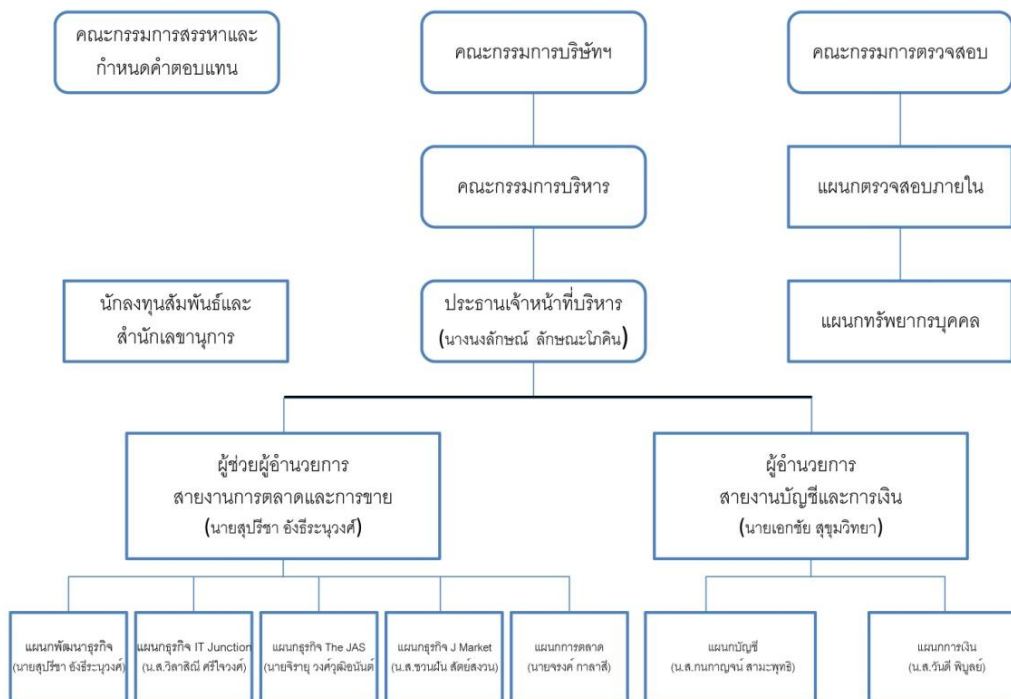 คณะกรรมการสรรหาและ
กำหนดค่าตอบแทน
คณะกรรมการบริษัทฯ
คณะกรรมการตรวจสอบ
คณะกรรมการบริหาร
แผนกตรวจสอบภายใน
นักลงทุนสัมพันธ์และ
สำนักเลขานุการ
ประธานเจ้าหน้าที่บริหาร
(นางนงลักษณ์ ลักษณะโภคิน)
แผนกทรัพยากรบุคคล
ผู้ช่วยผู้อำนวยการ
สายงานการตลาดและการขาย
(นายสุปรีชา อังธีระนุวงศ์)
ผู้อำนวยการ
สายงานบัญชีและการเงิน
(นายเอกชัย สุขุมวิทยา)
แผนกพัฒนาธุรกิจ
(นายสุปรีชา อังธีระนุวงศ์)
แผนกธุรกิจ IT Junction
(น.ส.วิลาสิณี ศรีใจวงศ์)
แผนกธุรกิจ The JAS
(นายจิรายุ วงศ์วุฒิอนันต์)
แผนกธุรกิจ J Market
(น.ส.ชวนฝัน สัตย์สงวน)
แผนกการตลาด
(นายจรงค์ กาลาสี)
แผนกบัญชี
(น.ส.กนกาญจน์ สามะพุทธิ)
แผนกการเงิน
(น.ส.วันดี พิบูลย์)